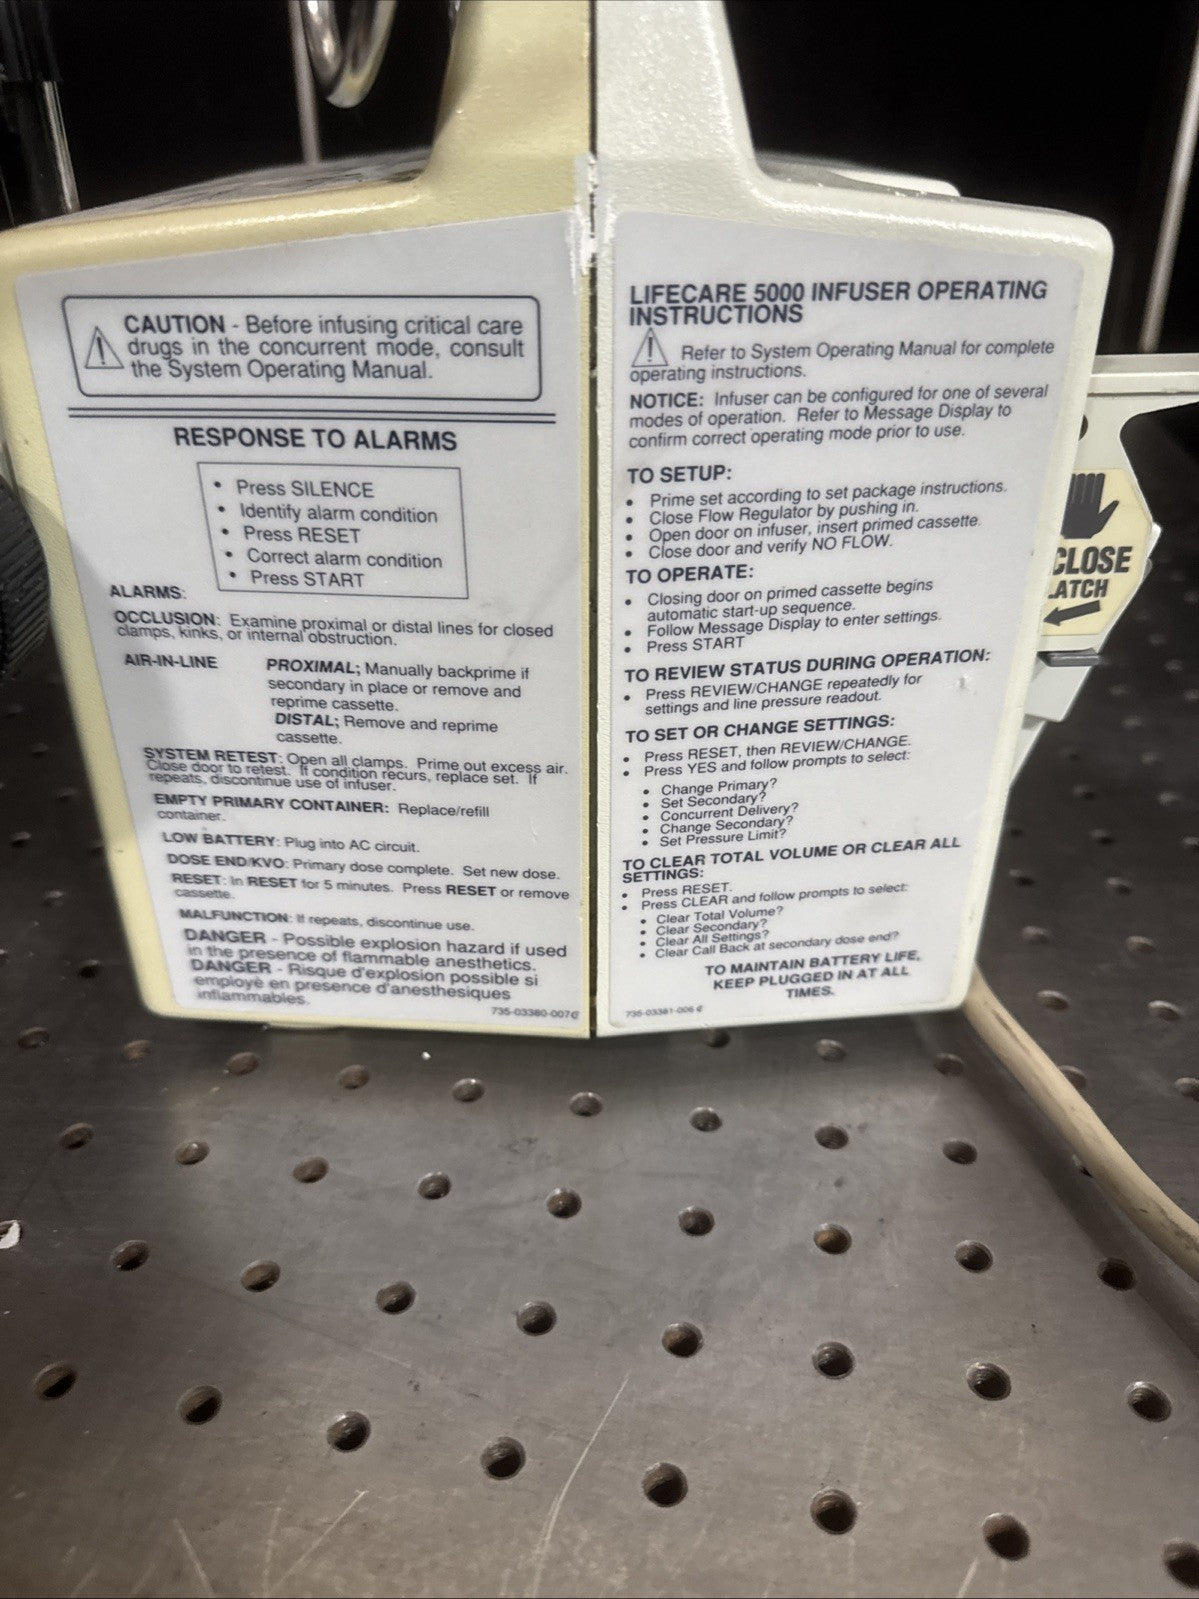 CAUTION - Before infusing critical care
drugs in the concurrent mode, consult
the System Operating Manual.
RESPONSE TO ALARMS
• Press SILENCE
• Identify alarm condition
• Press RESET
• Correct alarm condition
• Press START
ALARMS:
OCCLUSION: Examine proximal or distal lines for closed
clamps, kinks, or internal obstruction.
AIR-IN-LINE PROXIMAL; Manually backprime if
secondary in place or remove and
reprime cassette.
DISTAL; Remove and reprime
cassette.
SYSTEM RETEST: Open all clamps. Prime out excess air.
Close door to retest. If condition recurs, replace set. If
repeats, discontinue use of infuser.
EMPTY PRIMARY CONTAINER: Replace/refill
container.
LOW BATTERY: Plug into AC circuit.
DOSE END/KVO: Primary dose complete. Set new dose.
RESET: In RESET for 5 minutes. Press RESET or remove
cassette.
MALFUNCTION: If repeats, discontinue use.
DANGER - Possible explosion hazard if used
in the presence of flammable anesthetics.
DANGER - Risque d'explosion possible si
employé en presence d'anesthesiques
inflammables.
735-03380-007
LIFECARE 5000 INFUSER OPERATING
INSTRUCTIONS
Refer to System Operating Manual for complete
operating instructions.
NOTICE: Infuser can be configured for one of several
modes of operation. Refer to Message Display to
confirm correct operating mode prior to use.
TO SETUP:
• Prime set according to set package instructions.
• Close Flow Regulator by pushing in.
• Open door on infuser, insert primed cassette.
• Close door and verify NO FLOW.
TO OPERATE:
• Closing door on primed cassette begins
automatic start-up sequence.
• Follow Message Display to enter settings.
• Press START
TO REVIEW STATUS DURING OPERATION:
• Press REVIEW/CHANGE repeatedly for
settings and line pressure readout.
TO SET OR CHANGE SETTINGS:
• Press RESET, then REVIEW/CHANGE.
• Press YES and follow prompts to select:
• Change Primary?
• Set Secondary?
• Concurrent Delivery?
• Change Secondary?
• Set Pressure Limit?
TO CLEAR TOTAL VOLUME OR CLEAR ALL
SETTINGS:
• Press RESET.
• Press CLEAR and follow prompts to select:
• Clear Total Volume?
• Clear Secondary?
• Clear All Settings?
• Clear Call Back at secondary dose end?
TO MAINTAIN BATTERY LIFE,
KEEP PLUGGED IN AT ALL
TIMES.
735-03381-006
CLOSE
LATCH